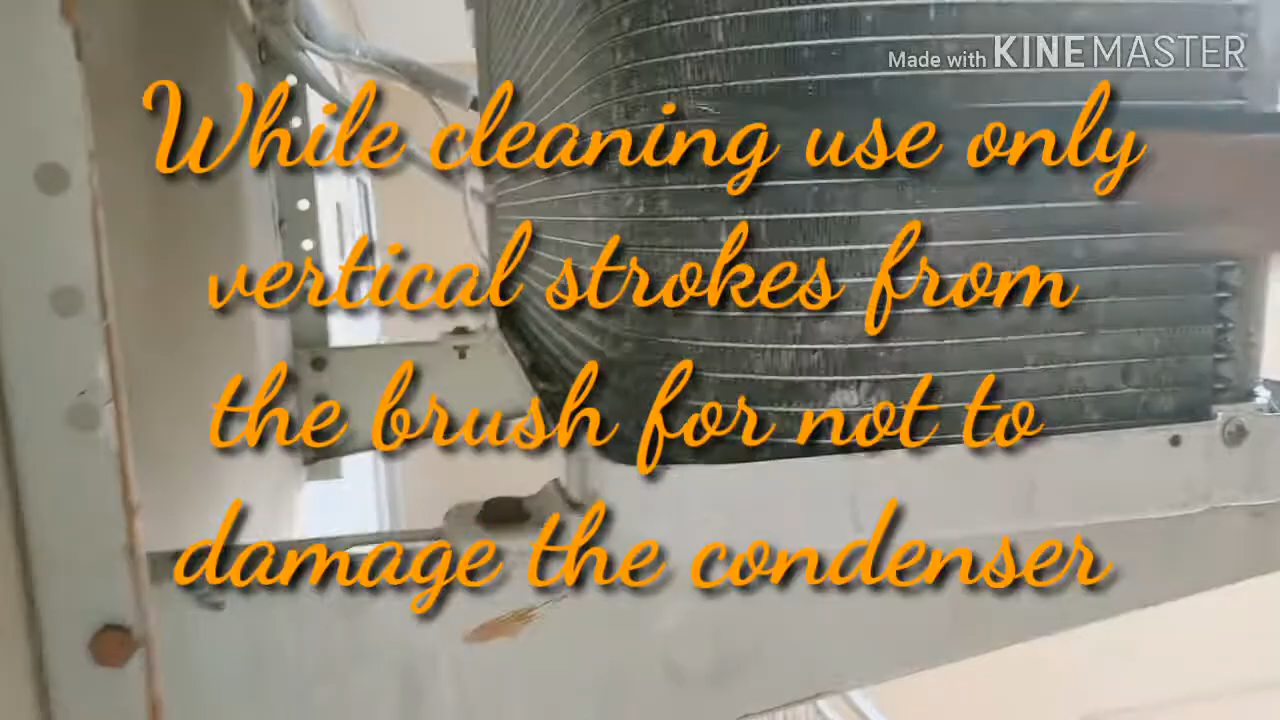 Made with KINEMASTER
While cleaning use only
vertical strokes from
the brush for not to
damage the condenser